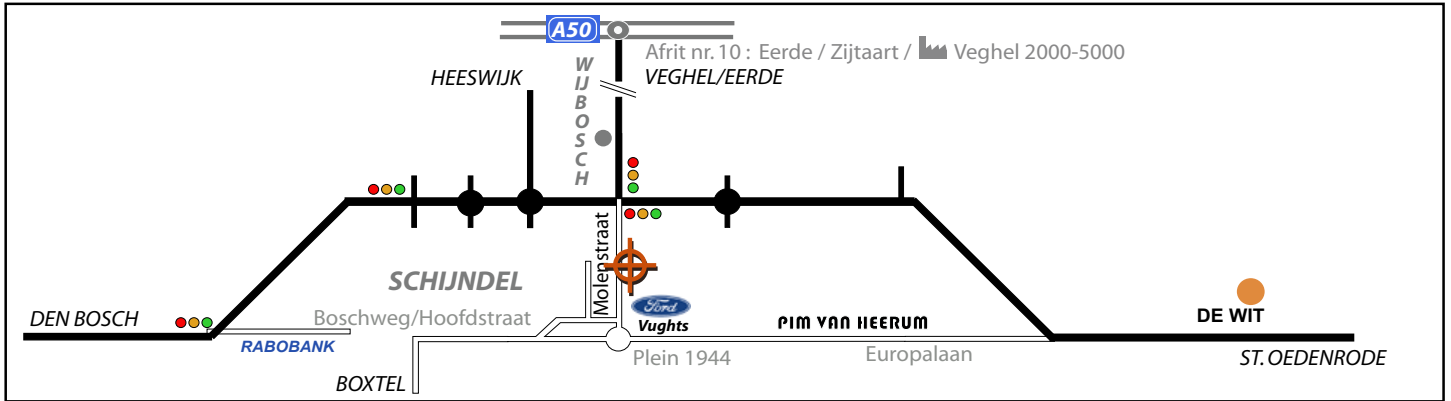 A50
Afrit nr. 10 : Eerde / Zijtaart / Veghel 2000-5000
VEGHEL/EERDE
HEESWIJK
WIJBOSCH
Molenstraat
SCHIJNDEL
Boschweg/Hoofdstraat
DEN BOSCH
RABOBANK
BOXTEL
Ford
Vughts
Plein 1944
PIM VAN HEERUM
Europalaan
DE WIT
ST. OEDENRODE